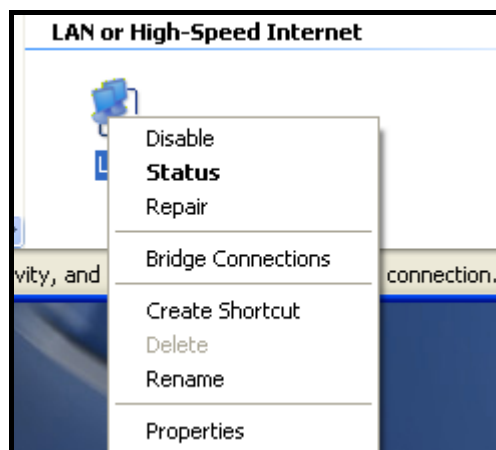 LAN or High-Speed Internet
L
Disable
Status
Repair
Bridge Connections
vity, and
connection.
Create Shortcut
Delete
Rename
Properties